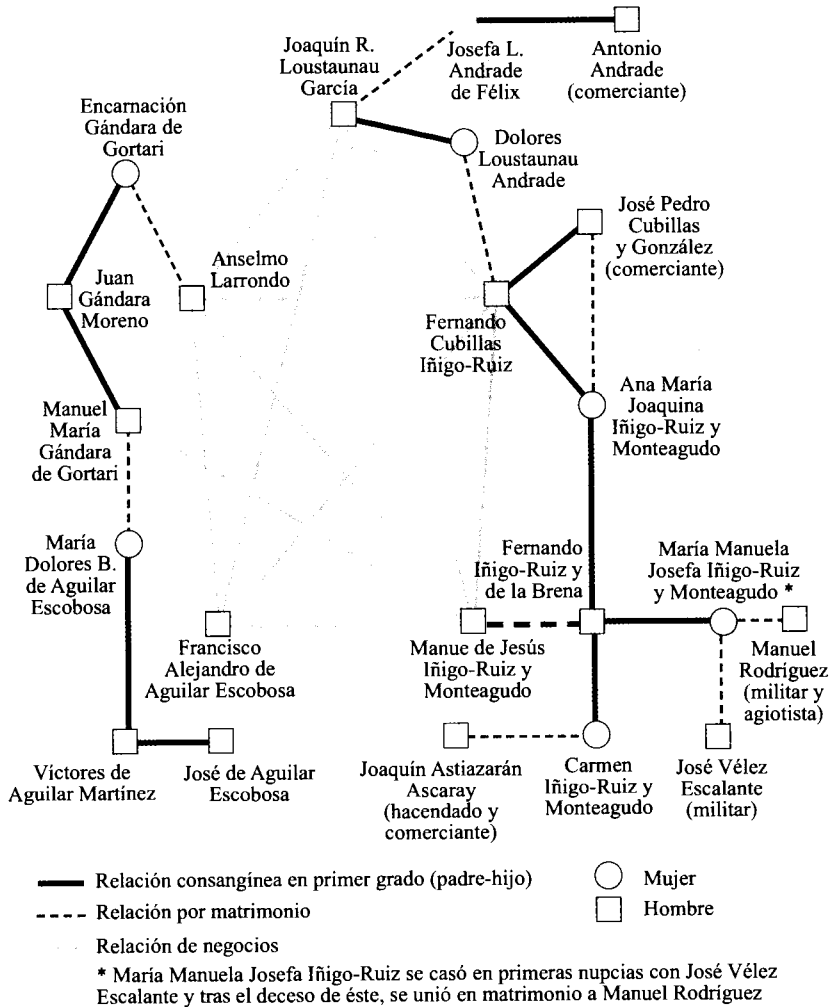 Joaquín R.
Loustaunau
García
Josefa L.
Andrade
de Félix
Antonio
Andrade
(comerciante)
Encarnación
Gándara de
Gortari
Dolores
Loustaunau
Andrade
José Pedro
Cubillas
y González
(comerciante)
Juan
Gándara
Moreno
Anselmo
Larrondo
Fernando
Cubillas
Iñigo-Ruiz
Ana María
Joaquina
Iñigo-Ruiz y
Monteagudo
Manuel
María
Gándara
de Gortari
María
Dolores B.
de Aguilar
Escobosa
Fernando
Iñigo-Ruiz y
de la Brena
María Manuela
Josefa Iñigo-Ruiz
y Monteagudo *
Francisco
Alejandro de
Aguilar Escobosa
Manue de Jesús
Iñigo-Ruiz y
Monteagudo
Manuel
Rodríguez
(militar y
agiotista)
Víctores de
Aguilar Martínez
José de Aguilar
Escobosa
Joaquín Astiazarán
Ascaray
(hacendado y
comerciante)
Carmen
Iñigo-Ruiz y
Monteagudo
José Vélez
Escalante
(militar)
Relación consangínea en primer grado (padre-hijo)
Mujer
Relación por matrimonio
Hombre
Relación de negocios
* María Manuela Josefa Iñigo-Ruiz se casó en primeras nupcias con José Vélez
Escalante y tras el deceso de éste, se unió en matrimonio a Manuel Rodríguez